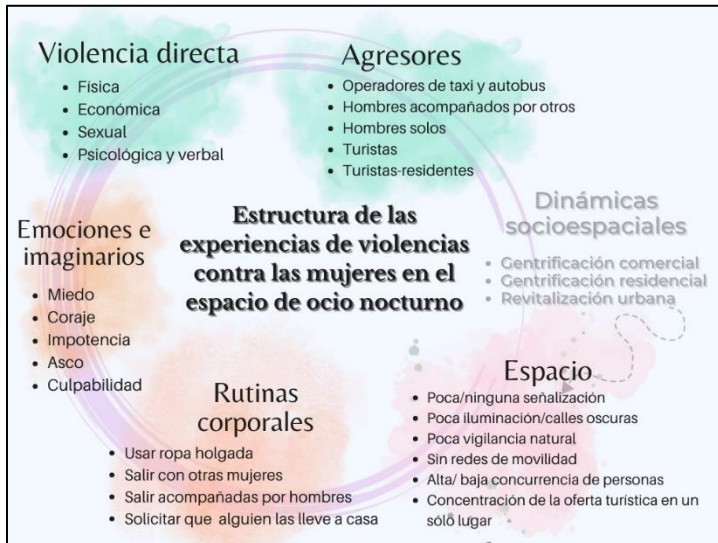 Violencia directa
• Física
• Económica
• Sexual
• Psicológica y verbal
Agresores
• Operadores de taxi y autobus
• Hombres acompañados por otros
• Hombres solos
• Turistas
• Turistas-residentes
Emociones e
imaginarios
• Miedo
• Coraje
• Impotencia
• Asco
• Culpabilidad
Estructura de las
experiencias de violencias
contra las mujeres en el
espacio de ocio nocturno
Dinámicas
socioespaciales
• Gentrificación comercial
• Gentrificación residencial
• Revitalización urbana
Rutinas
corporales
• Usar ropa holgada
• Salir con otras mujeres
• Salir acompañadas por hombres
• Solicitar que alguien las lleve a casa
Espacio
• Poca/ninguna señalización
• Poca iluminación/calles oscuras
• Poca vigilancia natural
• Sin redes de movilidad
• Alta/ baja concurrencia de personas
• Concentración de la oferta turística en un
sólo lugar